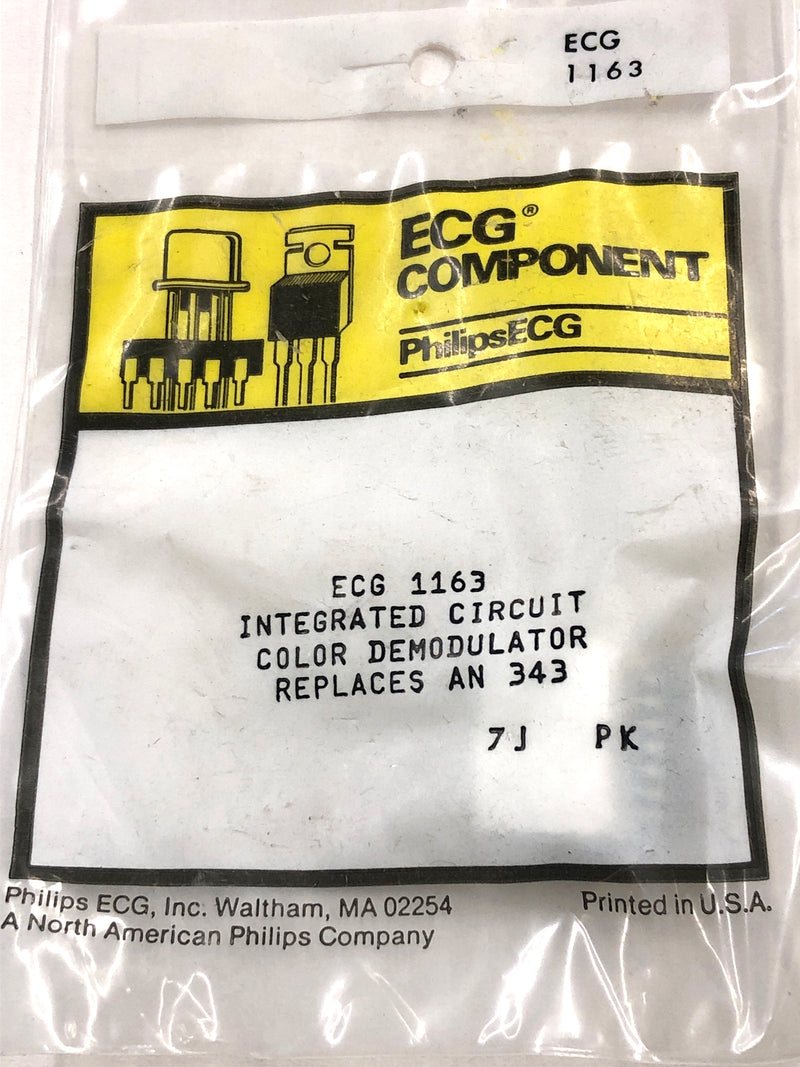 ECG
1163
ECG®
COMPONENT
PhilipsECG
ECG 1163
INTEGRATED CIRCUIT
COLOR DEMODULATOR
REPLACES AN 343
7J PK
Philips ECG, Inc. Waltham, MA 02254
A North American Philips Company
Printed in U.S.A.